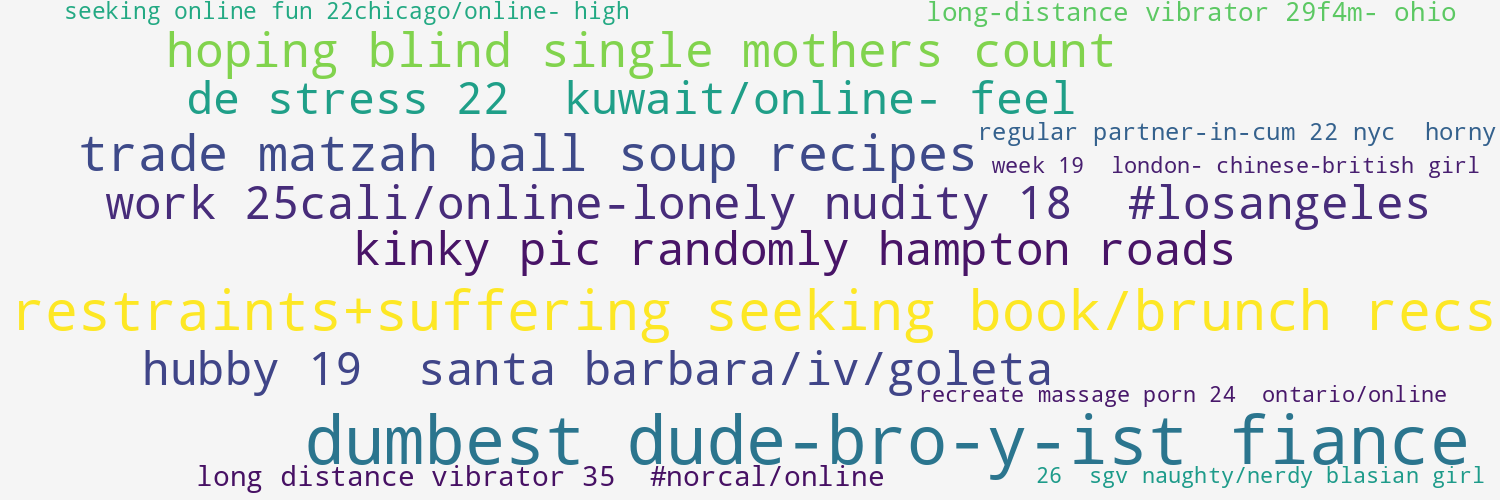 seeking online fun 22chicago/online- high
long-distance vibrator 29f4m- ohio
hoping blind single mothers count
de stress 22 kuwait/online- feel
regular partner-in-cum 22 nyc horny
trade matzah ball soup recipes
week 19 london- chinese-british girl
work 25cali/online-lonely nudity 18 #losangeles
kinky pic randomly hampton roads
restraints+suffering seeking book/brunch recs
hubby 19 santa barbara/iv/goleta
recreate massage porn 24 ontario/online
dumbest dude-bro-y-ist fiance
long distance vibrator 35 #norcal/online
26 sgv naughty/nerdy blasian girl